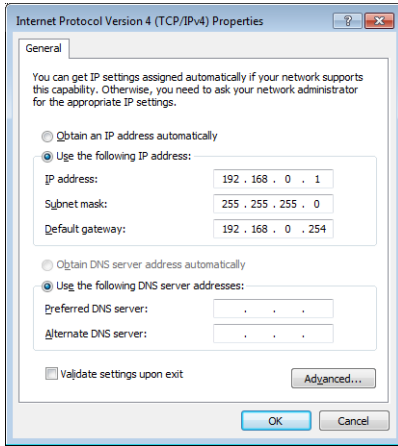 Internet Protocol Version 4 (TCP/IPv4) Properties
General
You can get IP settings assigned automatically if your network supports
this capability. Otherwise, you need to ask your network administrator
for the appropriate IP settings.
Obtain an IP address automatically
Use the following IP address:
IP address: 192 . 168 . 0 . 1
Subnet mask: 255 . 255 . 255 . 0
Default gateway: 192 . 168 . 0 . 254
Obtain DNS server address automatically
Use the following DNS server addresses:
Preferred DNS server: . . .
Alternate DNS server: . . .
Validate settings upon exit
Advanced...
OK Cancel